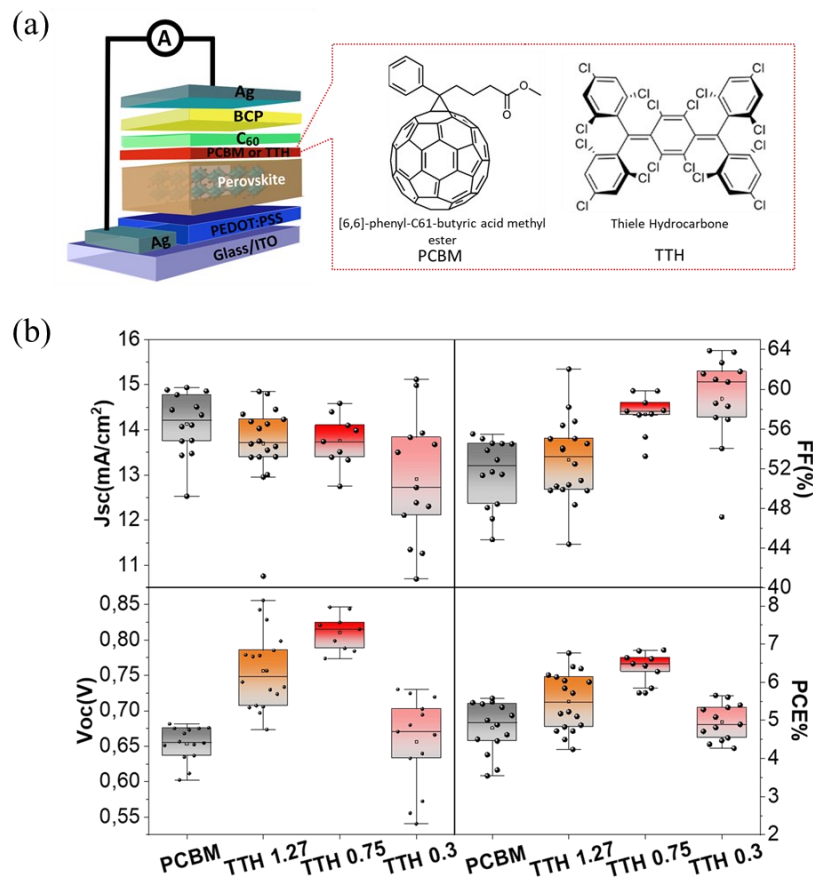 (a)
A
Ag
BCP
C60
PCBM or TTH
Perovskite
PEDOT:PSS
Ag
Glass/ITO
O
O
[6,6]-phenyl-C61-butyric acid methyl
ester
PCBM
Cl Cl
Cl Cl Cl Cl
Cl Cl
Cl Cl
Cl Cl Cl Cl
Cl Cl
Thiele Hydrocarbone
TTH
(b)
16
15
14
13
12
11
Jsc(mA/cm²)
64
60
56
52
48
44
40
FF(%)
0,85
0,80
0,75
0,70
0,65
0,60
0,55
Voc(V)
8
7
6
5
4
3
2
PCE%
PCBM TTH 1.27 TTH 0.75 TTH 0.3 PCBM TTH 1.27 TTH 0.75 TTH 0.3